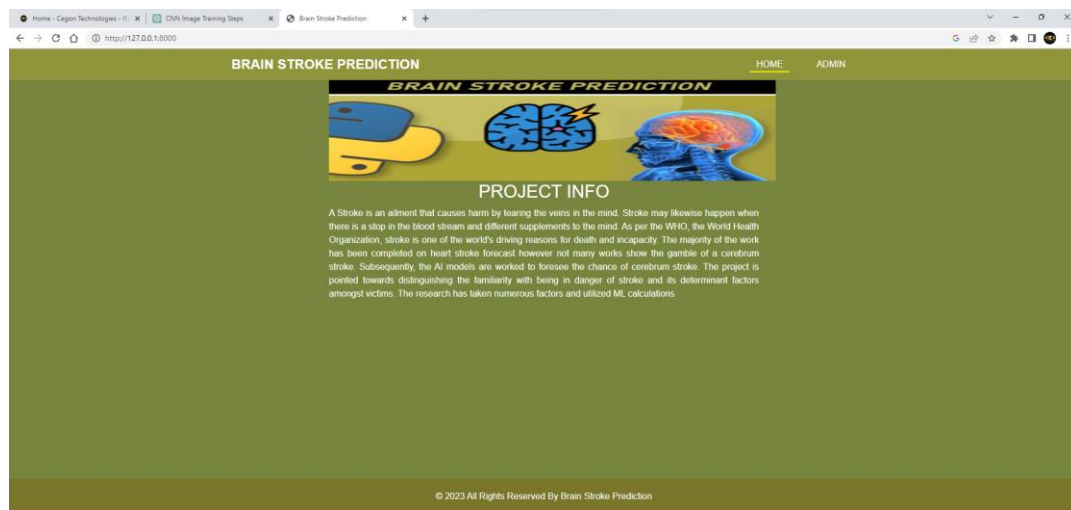 Home - Cegon Technologies - IEE
CNN Image Training Steps
Brain Stroke Prediction
http://127.0.0.1:8000
BRAIN STROKE PREDICTION
HOME
ADMIN
BRAIN STROKE PREDICTION
PROJECT INFO
A Stroke is an ailment that causes harm by tearing the veins in the mind. Stroke may likewise happen when
there is a stop in the blood stream and different supplements to the mind. As per the WHO, the World Health
Organization, stroke is one of the world's driving reasons for death and incapacity. The majority of the work
has been completed on heart stroke forecast however not many works show the gamble of a cerebrum
stroke. Subsequently, the AI models are worked to foresee the chance of cerebrum stroke. The project is
pointed towards distinguishing the familiarity with being in danger of stroke and its determinant factors
amongst victims. The research has taken numerous factors and utilized ML calculations
© 2023 All Rights Reserved By Brain Stroke Prediction